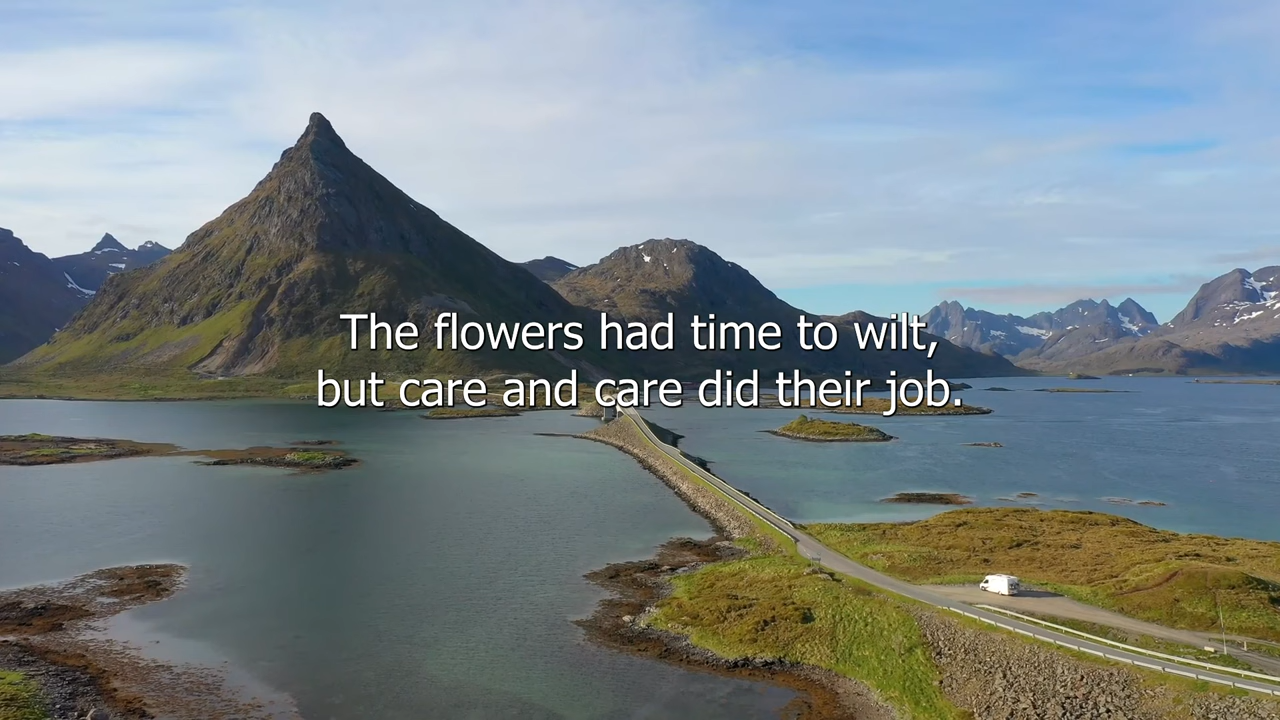 The flowers had time to wilt,
but care and care did their job.